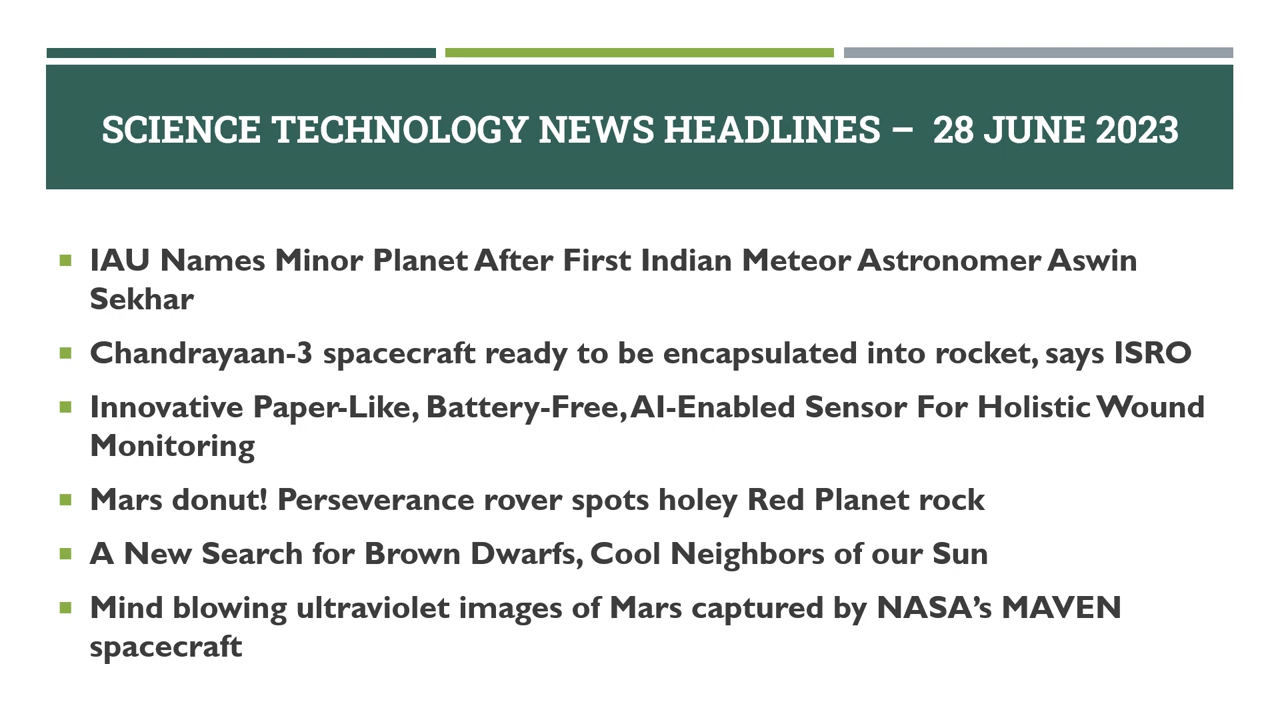 SCIENCE TECHNOLOGY NEWS HEADLINES – 28 JUNE 2023
IAU Names Minor Planet After First Indian Meteor Astronomer Aswin
Sekhar
Chandrayaan-3 spacecraft ready to be encapsulated into rocket, says ISRO
Innovative Paper-Like, Battery-Free, AI-Enabled Sensor For Holistic Wound
Monitoring
Mars donut! Perseverance rover spots holey Red Planet rock
A New Search for Brown Dwarfs, Cool Neighbors of our Sun
Mind blowing ultraviolet images of Mars captured by NASA’s MAVEN
spacecraft